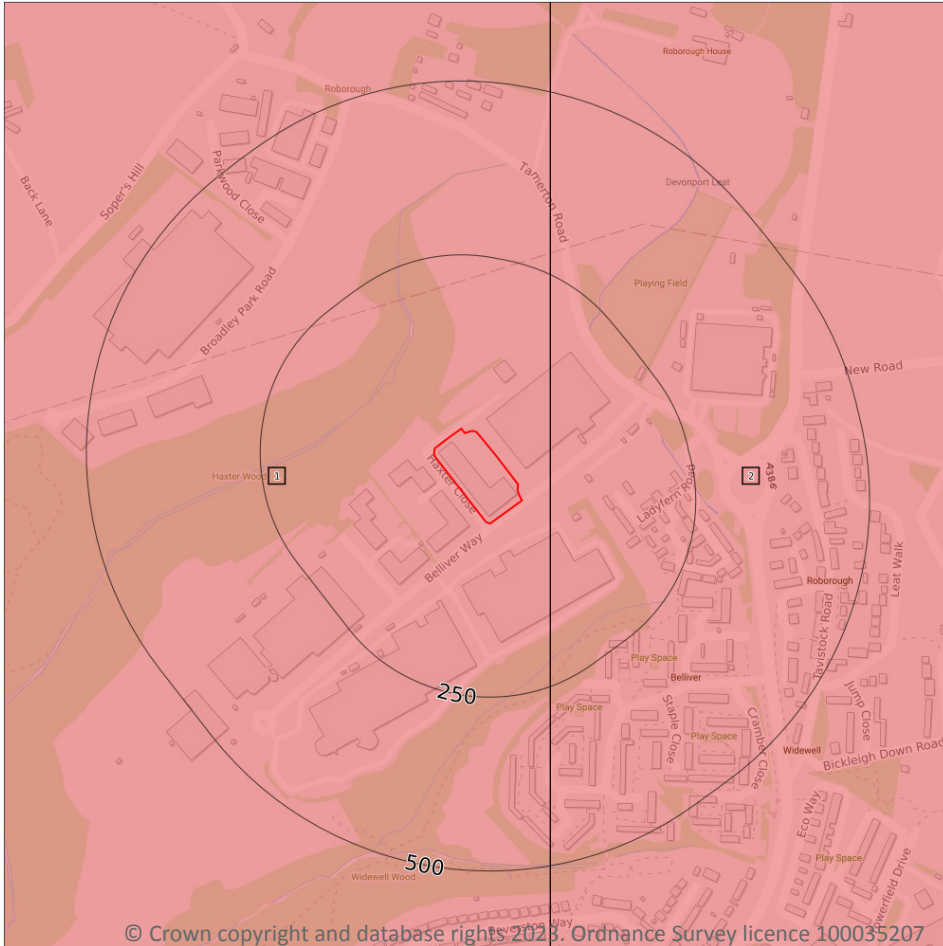 Roborough House
Roborough
Tamerton Road
Devonport Leat
Back Lane
Soper's Hill
Parkwood Close
Broadley Park Road
Playing Field
New Road
Haxter Wood
1
Haxter Close
Ladyfern Road
2
A386
Belliver Way
Leat Walk
Roborough
Tavistock Road
Play Space
Belliver
250
Play Space
Staple Close
Play Space
Cramber Close
Jump Close
Widewell
Bickleigh Down Road
Eco Way
500
Play Space
Widewell Wood
© Crown copyright and database rights 2023. Ordnance Survey licence 100035207